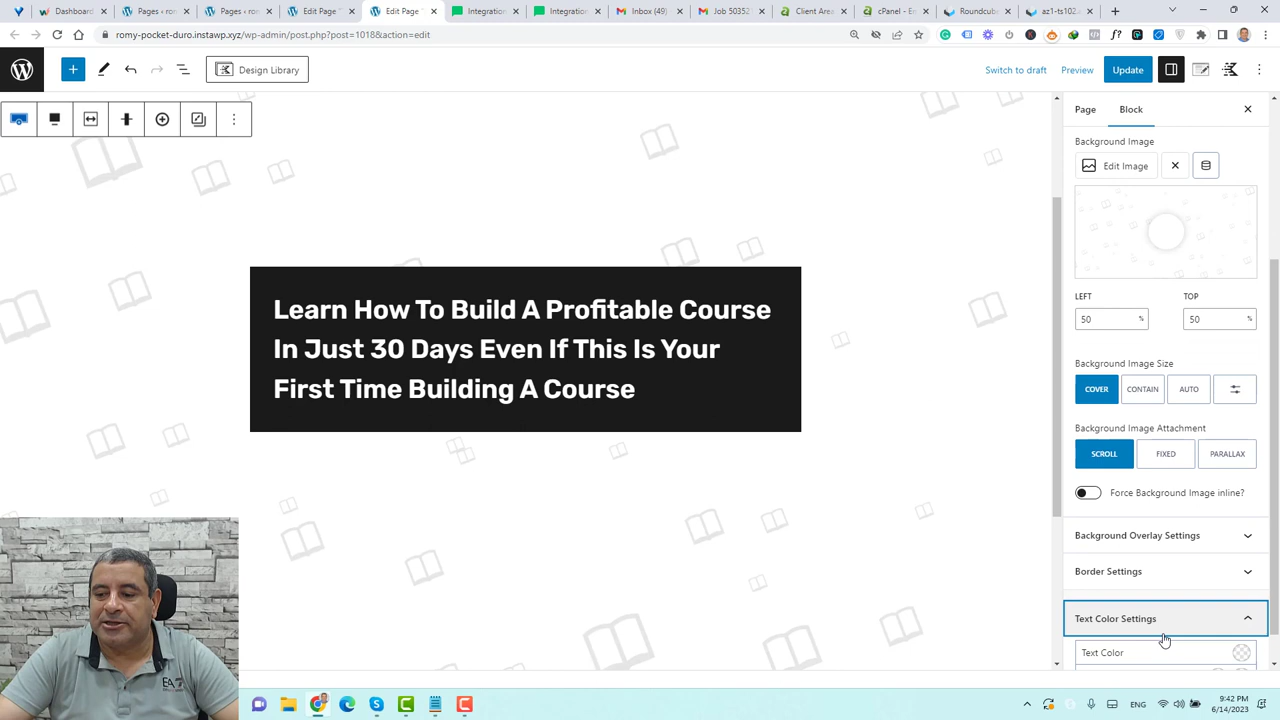 Dashboard
Pages ‹ rom
Pages ‹ rom
Edit Page "
Edit Page "
Integration
Integration
Inbox (49)
Job 50352
Client Area
cPanel - E
Roundcub
az1-ts102.
romy-pocket-duro.instawp.xyz/wp-admin/post.php?post=1018&action=edit
Design Library
Switch to draft
Preview
Update
Page
Block
Background Image
Edit Image
LEFT
TOP
50 %
50 %
Background Image Size
COVER
CONTAIN
AUTO
Background Image Attachment
SCROLL
FIXED
PARALLAX
Force Background Image inline?
Background Overlay Settings
Border Settings
Text Color Settings
Text Color
Learn How To Build A Profitable Course
In Just 30 Days Even If This Is Your
First Time Building A Course
ENG
9:42 PM
6/14/2023